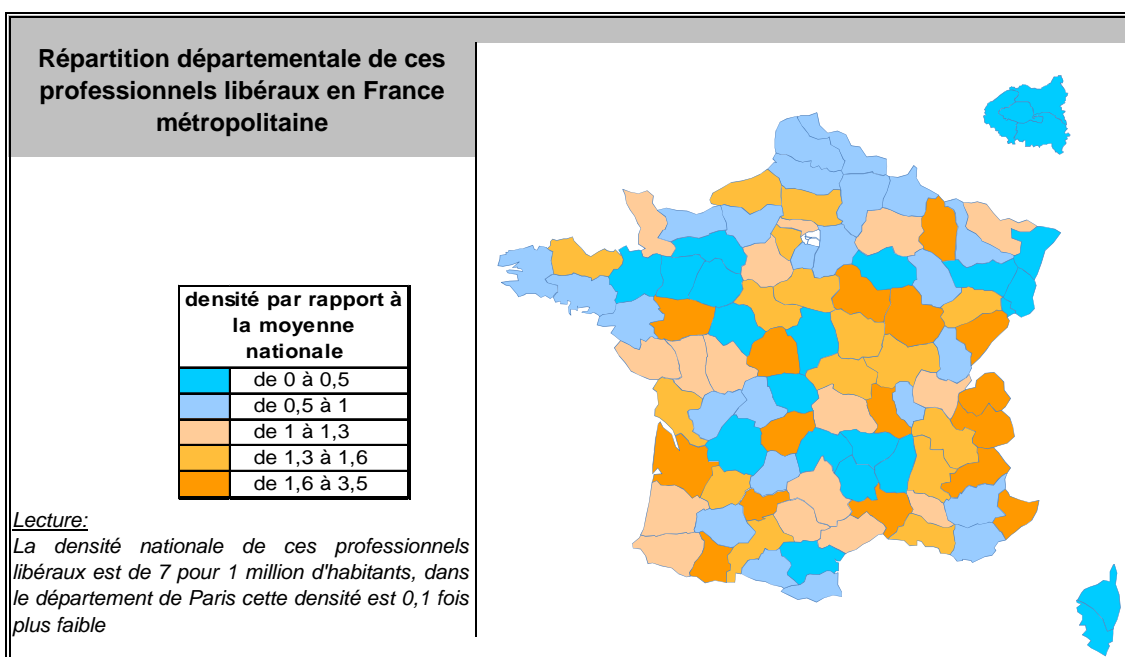 Répartition départementale de ces
professionnels libéraux en France
métropolitaine
densité par rapport à
la moyenne
nationale
de 0 à 0,5
de 0,5 à 1
de 1 à 1,3
de 1,3 à 1,6
de 1,6 à 3,5
Lecture:
La densité nationale de ces professionnels
libéraux est de 7 pour 1 million d'habitants, dans
le département de Paris cette densité est 0,1 fois
plus faible